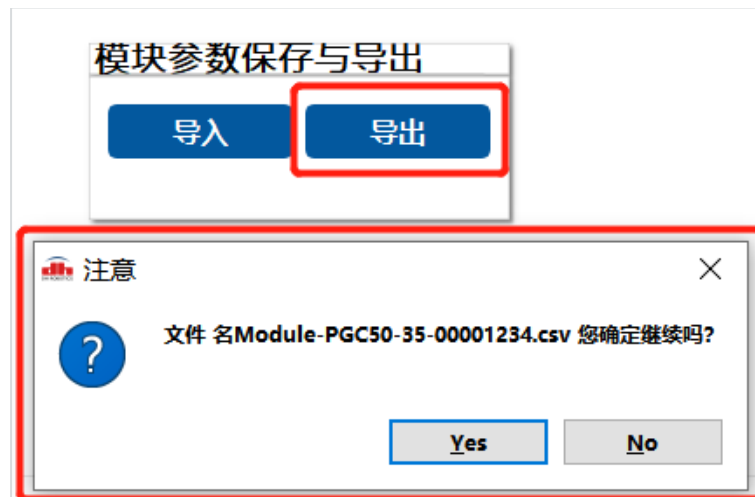 模块参数保存与导出
导入
导出
注意
文件 名Module-PGC50-35-00001234.csv 您确定继续吗?
Yes
No